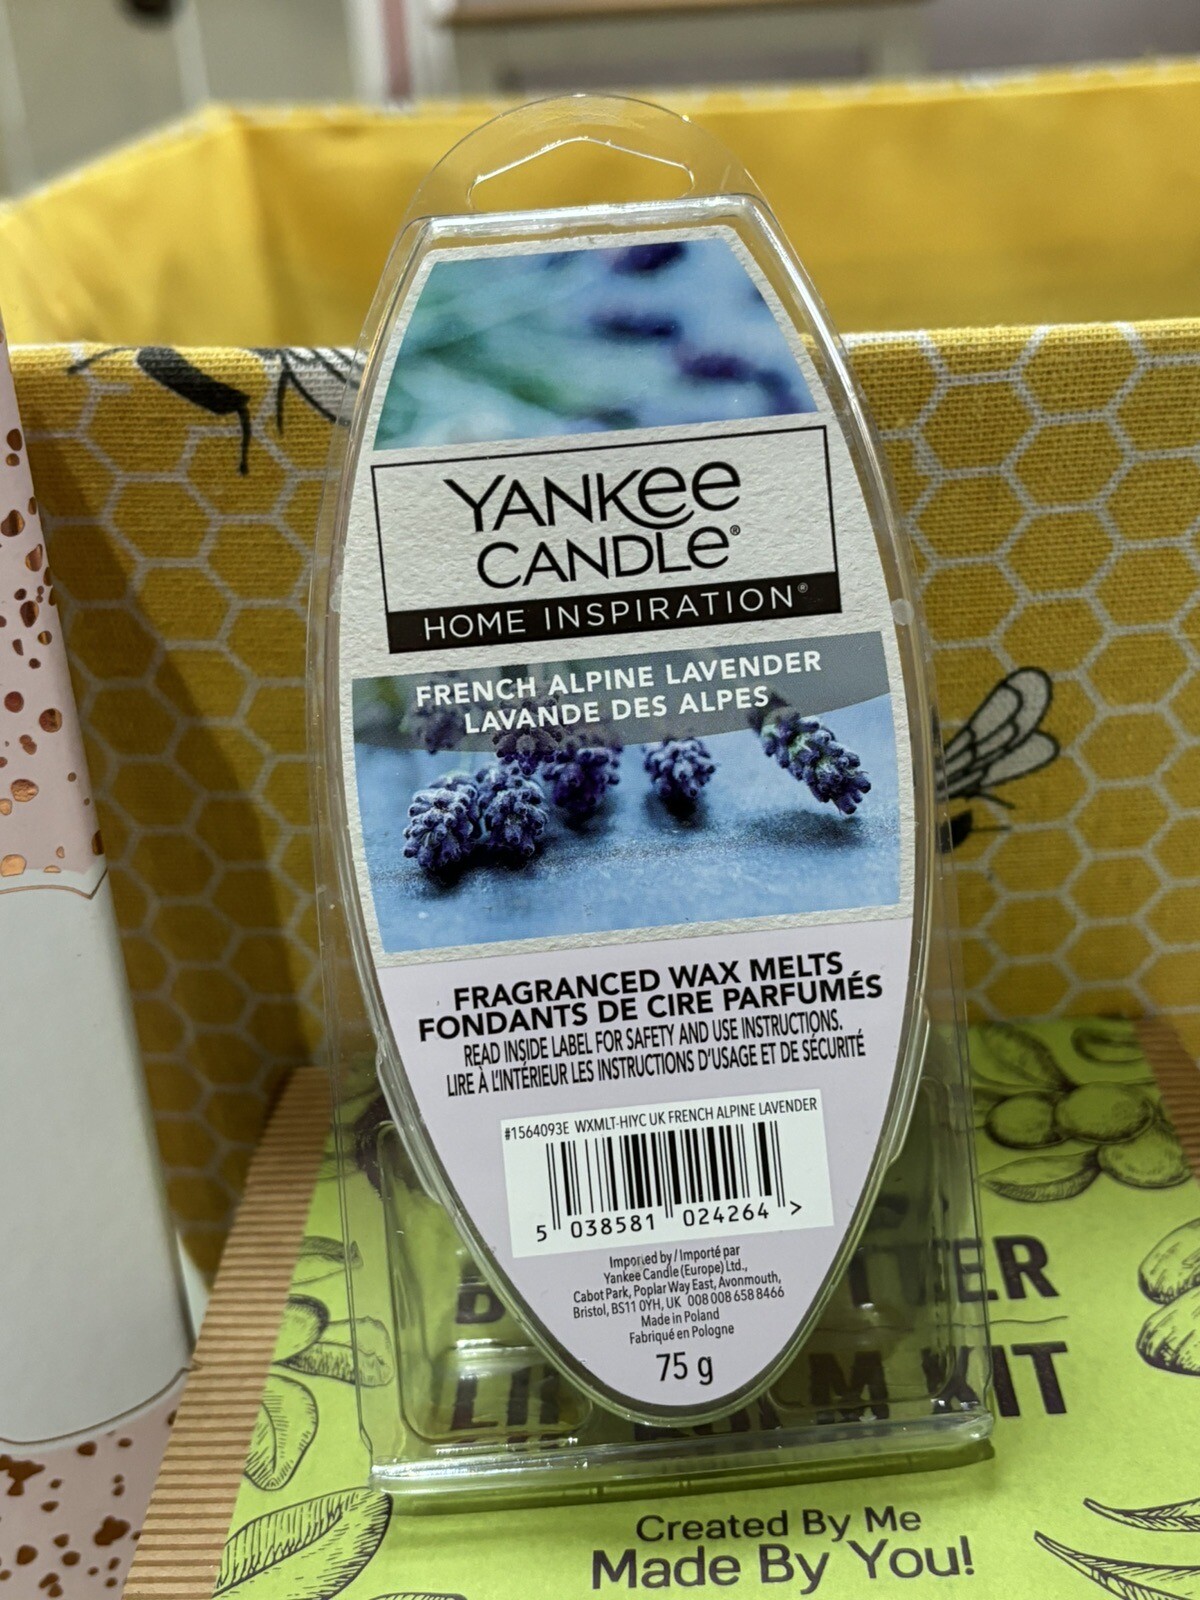 YANKEE
CANDLE®
HOME INSPIRATION®
FRENCH ALPINE LAVENDER
LAVANDE DES ALPES
FRAGRANCED WAX MELTS
FONDANTS DE CIRE PARFUMÉS
READ INSIDE LABEL FOR SAFETY AND USE INSTRUCTIONS.
LIRE À L'INTÉRIEUR LES INSTRUCTIONS D'USAGE ET DE SÉCURITÉ
#1564093E WXMLT-HIYC UK FRENCH ALPINE LAVENDER
5 038581 024264 >
Imported by / Importé par
Yankee Candle (Europe) Ltd.,
Cabot Park, Poplar Way East, Avonmouth,
Bristol, BS11 0YH, UK 008 008 658 8466
Made in Poland
Fabriqué en Pologne
75 g
KIT
Created By Me
Made By You!